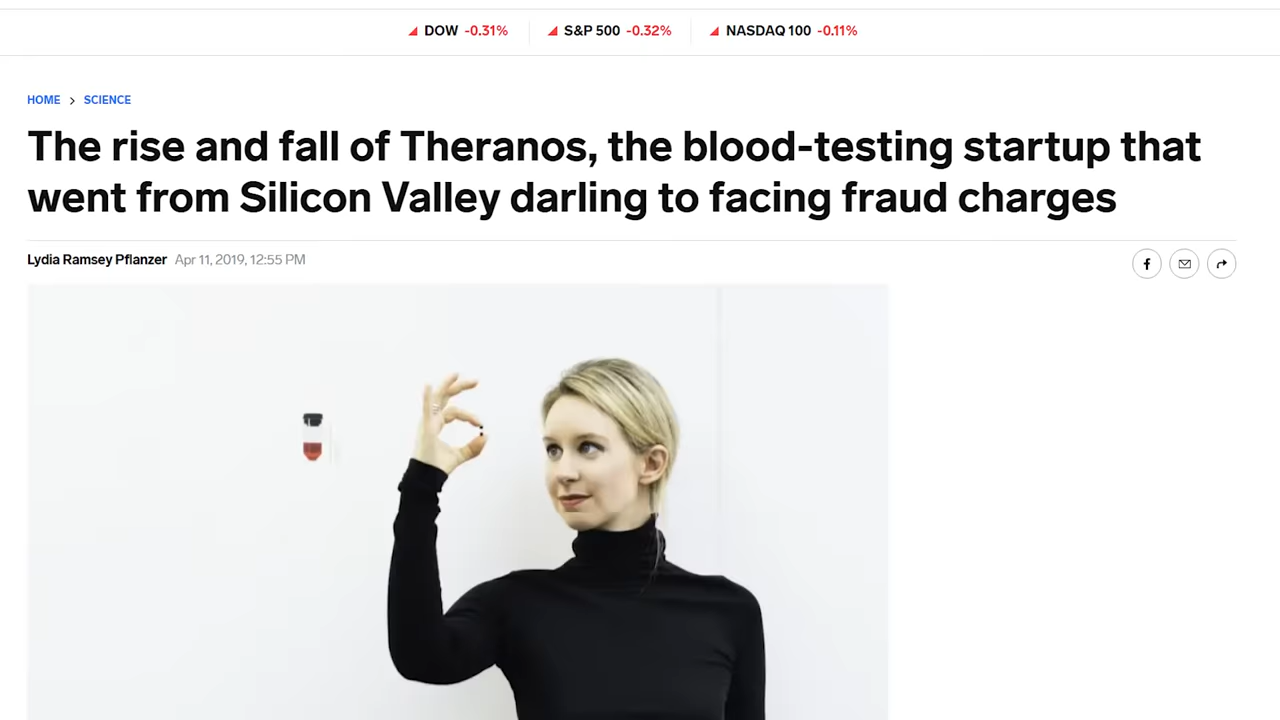 DOW -0.31% S&P 500 -0.32% NASDAQ 100 -0.11%
HOME > SCIENCE
The rise and fall of Theranos, the blood-testing startup that
went from Silicon Valley darling to facing fraud charges
Lydia Ramsey Pflanzer Apr 11, 2019, 12:55 PM